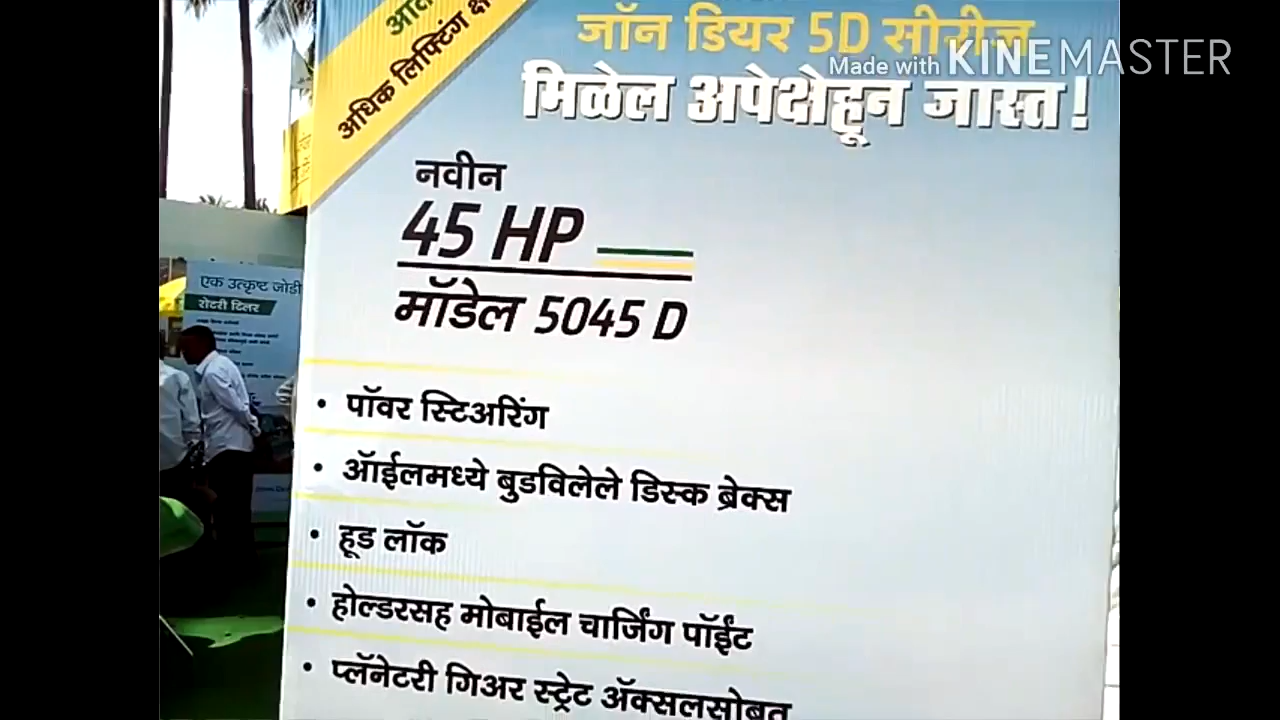 अधिक लिफ्टिंग
जॉन डियर 5D सीरीज
Made with KINEMASTER
मिळेल अपेक्षेहून जास्त!
नवीन
45 HP
मॉडेल 5045 D
एक उत्कृष्ट जोडी
रोटरी टिलर
• पॉवर स्टिअरिंग
• ऑईलमध्ये बुडविलेले डिस्क ब्रेक्स
• हूड लॉक
• होल्डरसह मोबाईल चार्जिंग पॉईंट
• प्लॅनेटरी गिअर स्ट्रेट अ‍ॅक्सलसोबत